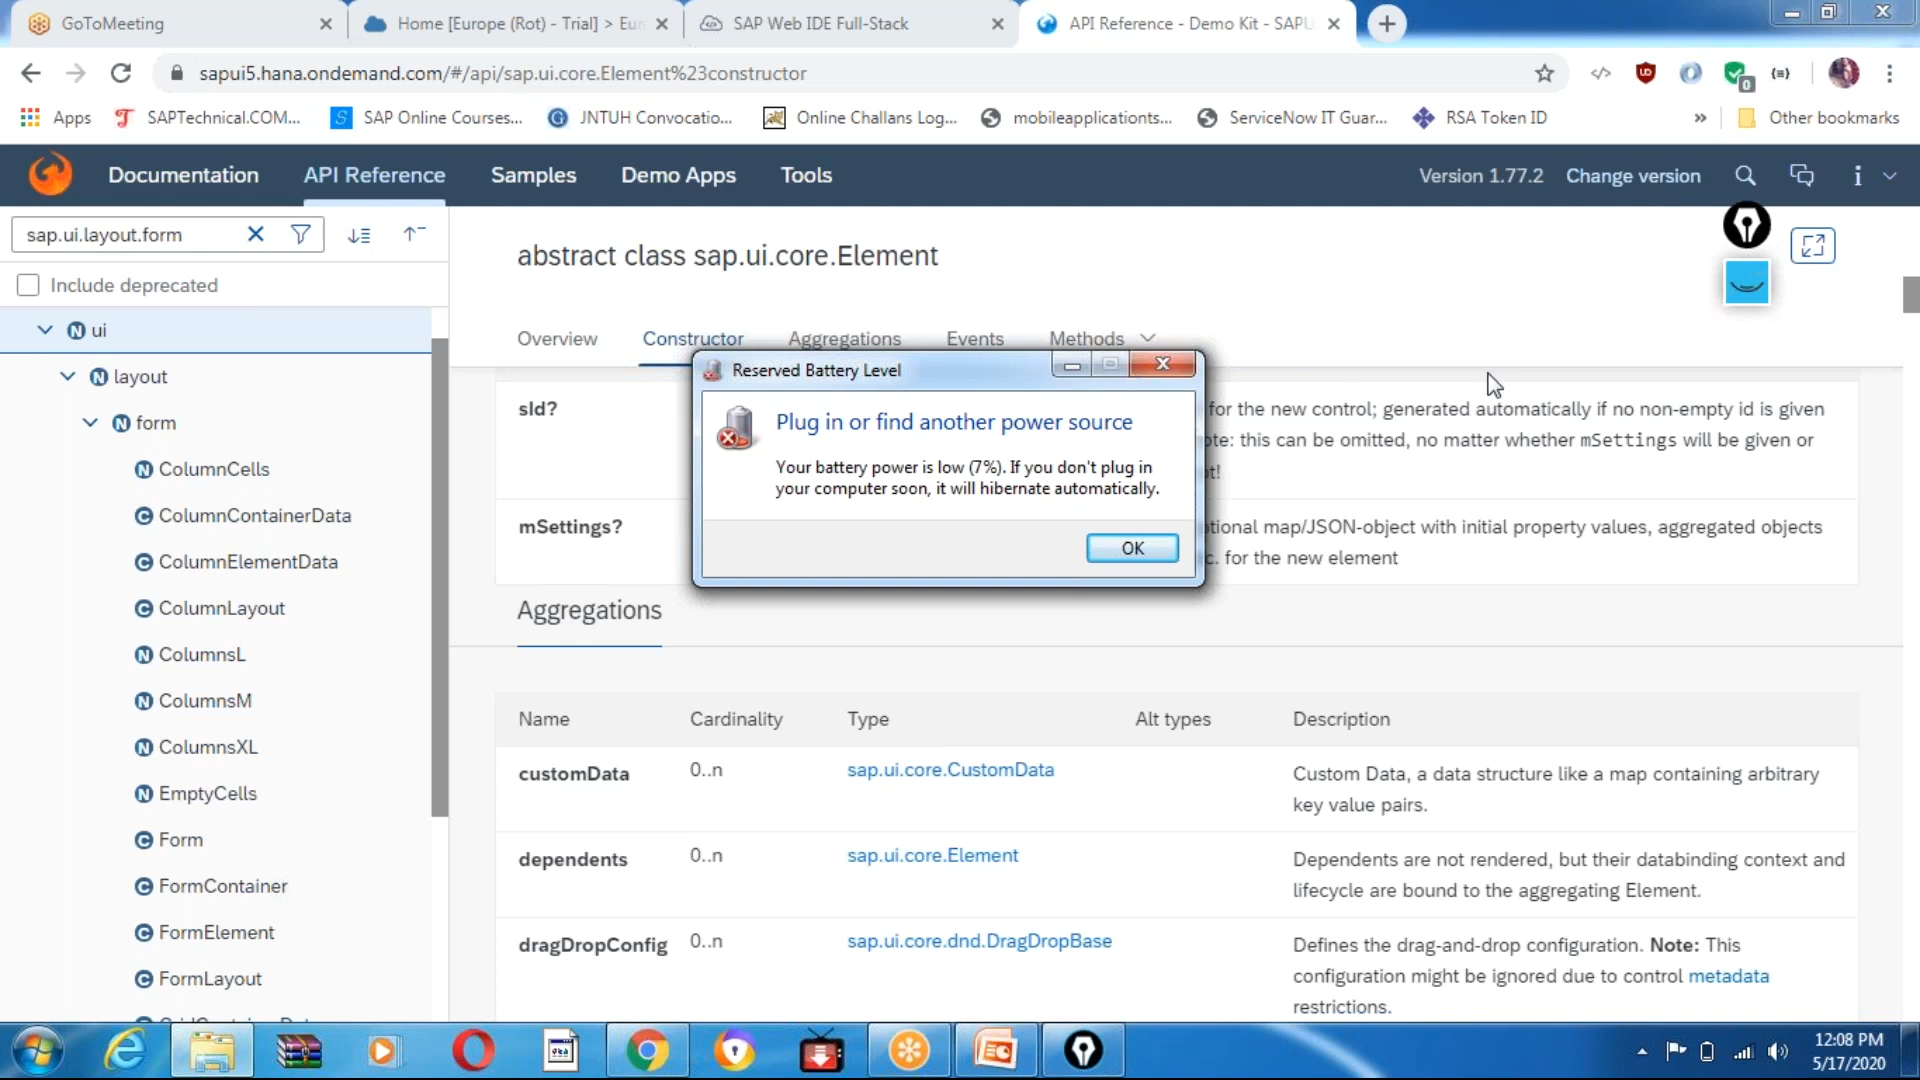 GoToMeeting
Home [Europe (Rot) - Trial] > Eur
SAP Web IDE Full-Stack
API Reference - Demo Kit - SAPU
sapui5.hana.ondemand.com/#/api/sap.ui.core.Element%23constructor
Apps
SAPTechnical.COM...
SAP Online Courses...
JNTUH Convocatio...
Online Challans Log...
mobileapplicationts...
ServiceNow IT Guar...
RSA Token ID
»
Other bookmarks
Documentation
API Reference
Samples
Demo Apps
Tools
Version 1.77.2
Change version
sap.ui.layout.form
Include deprecated
ui
layout
form
ColumnCells
ColumnContainerData
ColumnElementData
ColumnLayout
ColumnsL
ColumnsM
ColumnsXL
EmptyCells
Form
FormContainer
FormElement
FormLayout
abstract class sap.ui.core.Element
Overview
Constructor
Aggregations
Events
Methods
sId?
for the new control; generated automatically if no non-empty id is given
ote: this can be omitted, no matter whether mSettings will be given or
t!
mSettings?
tional map/JSON-object with initial property values, aggregated objects
c. for the new element
Reserved Battery Level
Plug in or find another power source
Your battery power is low (7%). If you don't plug in
your computer soon, it will hibernate automatically.
OK
Aggregations
Name
Cardinality
Type
Alt types
Description
customData
0..n
sap.ui.core.CustomData
Custom Data, a data structure like a map containing arbitrary
key value pairs.
dependents
0..n
sap.ui.core.Element
Dependents are not rendered, but their databinding context and
lifecycle are bound to the aggregating Element.
dragDropConfig
0..n
sap.ui.core.dnd.DragDropBase
Defines the drag-and-drop configuration. Note: This
configuration might be ignored due to control metadata
restrictions.
12:08 PM
5/17/2020